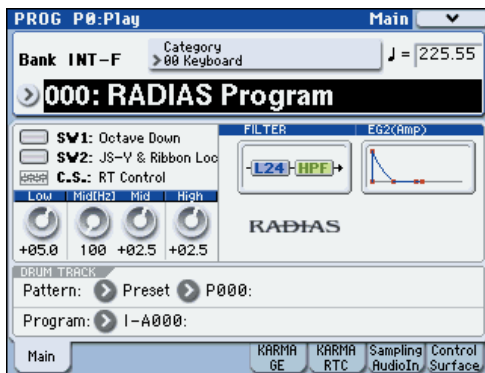 PROG P0:Play Main
Bank INT-F
Category
00 Keyboard
♩ = 225.55
000: RADIAS Program
SW1: Octave Down
SW2: JS-Y & Ribbon Loc
C.S.: RT Control
Low Mid[Hz] Mid High
+05.0 100 +02.5 +02.5
FILTER
L24 HPF
EG2(Amp)
RADIAS
DRUM TRACK
Pattern: Preset P000:
Program: I-A000:
Main
KARMA GE
KARMA RTC
Sampling AudioIn
Control Surface